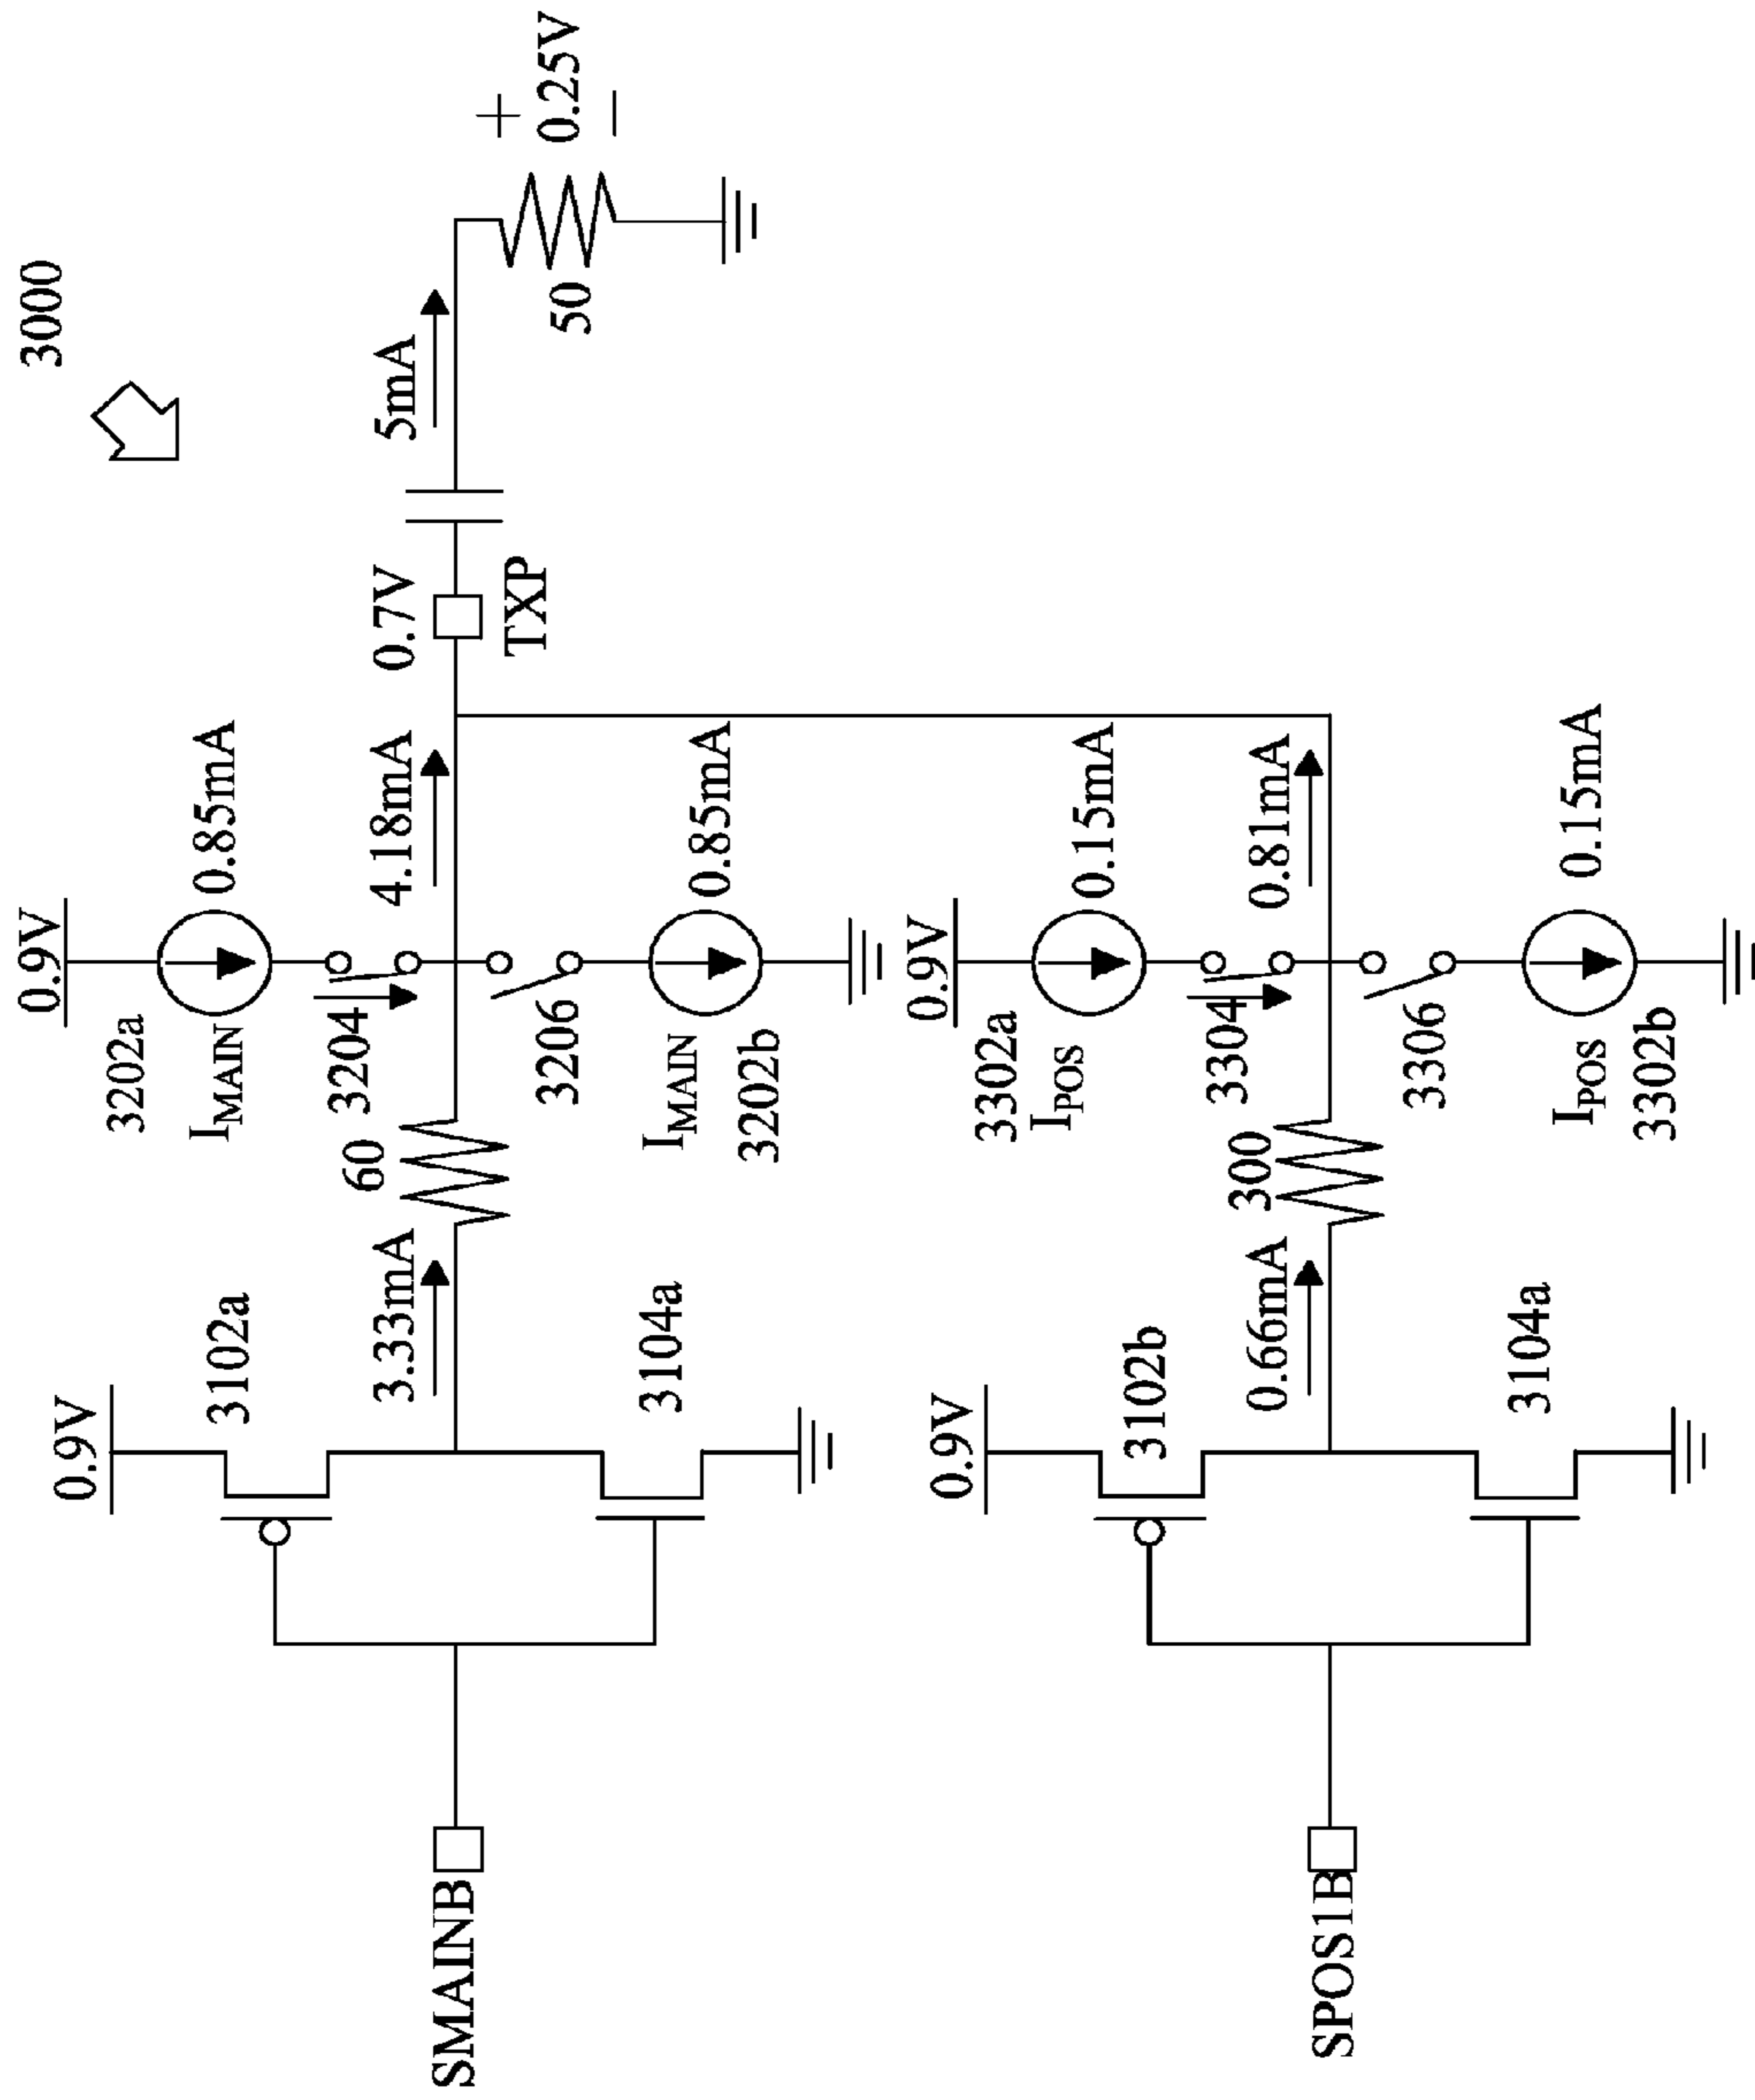 3000
0.9V
3202a
I_MAIN
0.85mA
3204
0.9V
3102a
3.33mA
60
4.18mA
0.7V
TXP
5mA
50
+
0.25V
−
SMAINB
3104a
3206
I_MAIN
0.85mA
3202b
0.9V
3302a
I_POS
0.15mA
3304
0.9V
3102b
0.66mA
300
0.81mA
SPOS1B
3104a
3306
I_POS
0.15mA
3302b